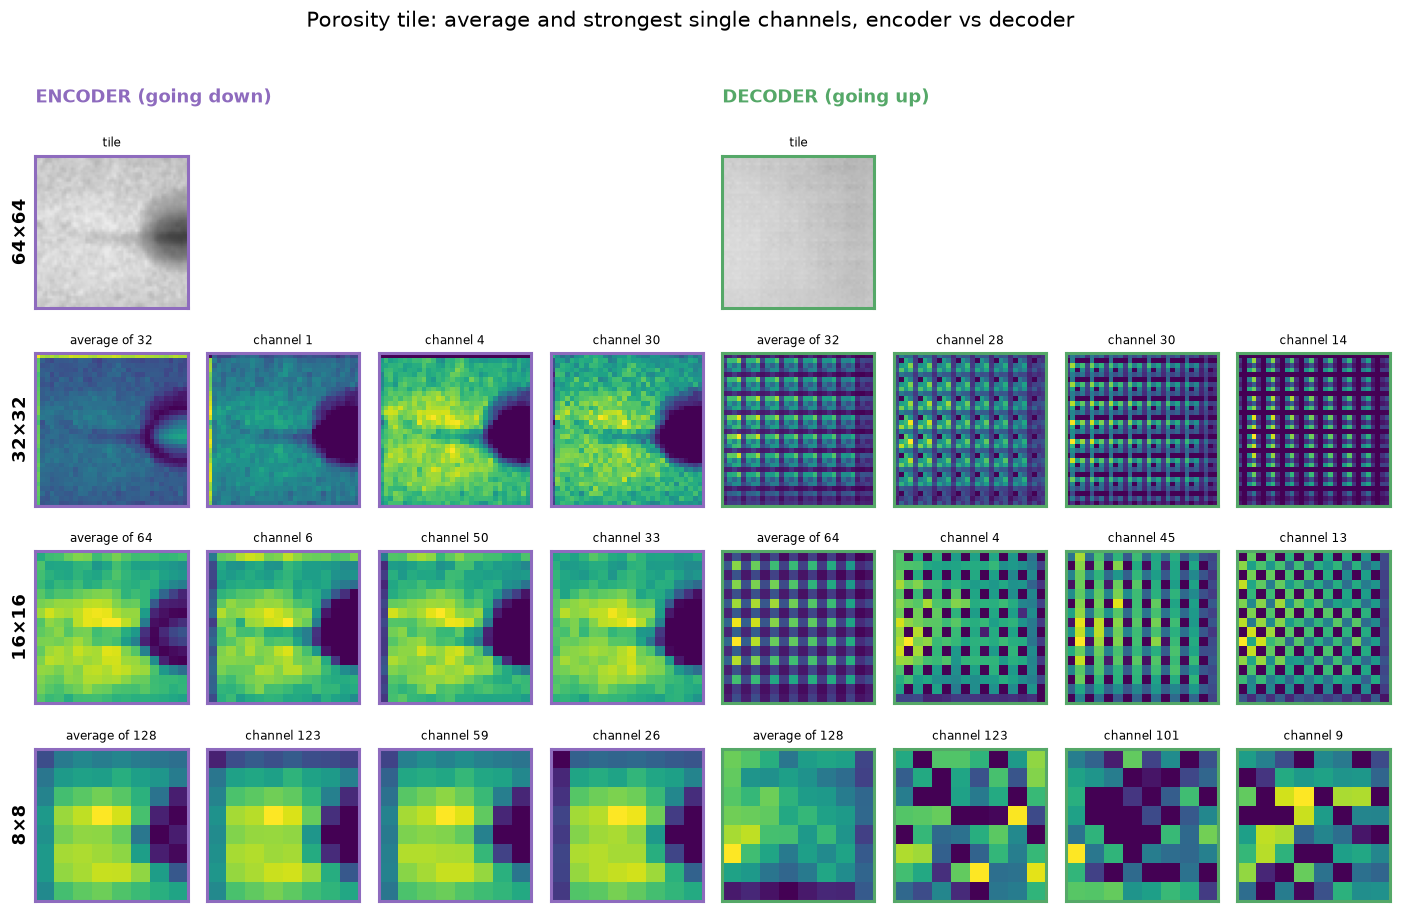 Porosity tile: average and strongest single channels, encoder vs decoder
ENCODER (going down)
DECODER (going up)
tile
tile
64×64
average of 32
channel 1
channel 4
channel 30
average of 32
channel 28
channel 30
channel 14
32×32
average of 64
channel 6
channel 50
channel 33
average of 64
channel 4
channel 45
channel 13
16×16
average of 128
channel 123
channel 59
channel 26
average of 128
channel 123
channel 101
channel 9
8×8